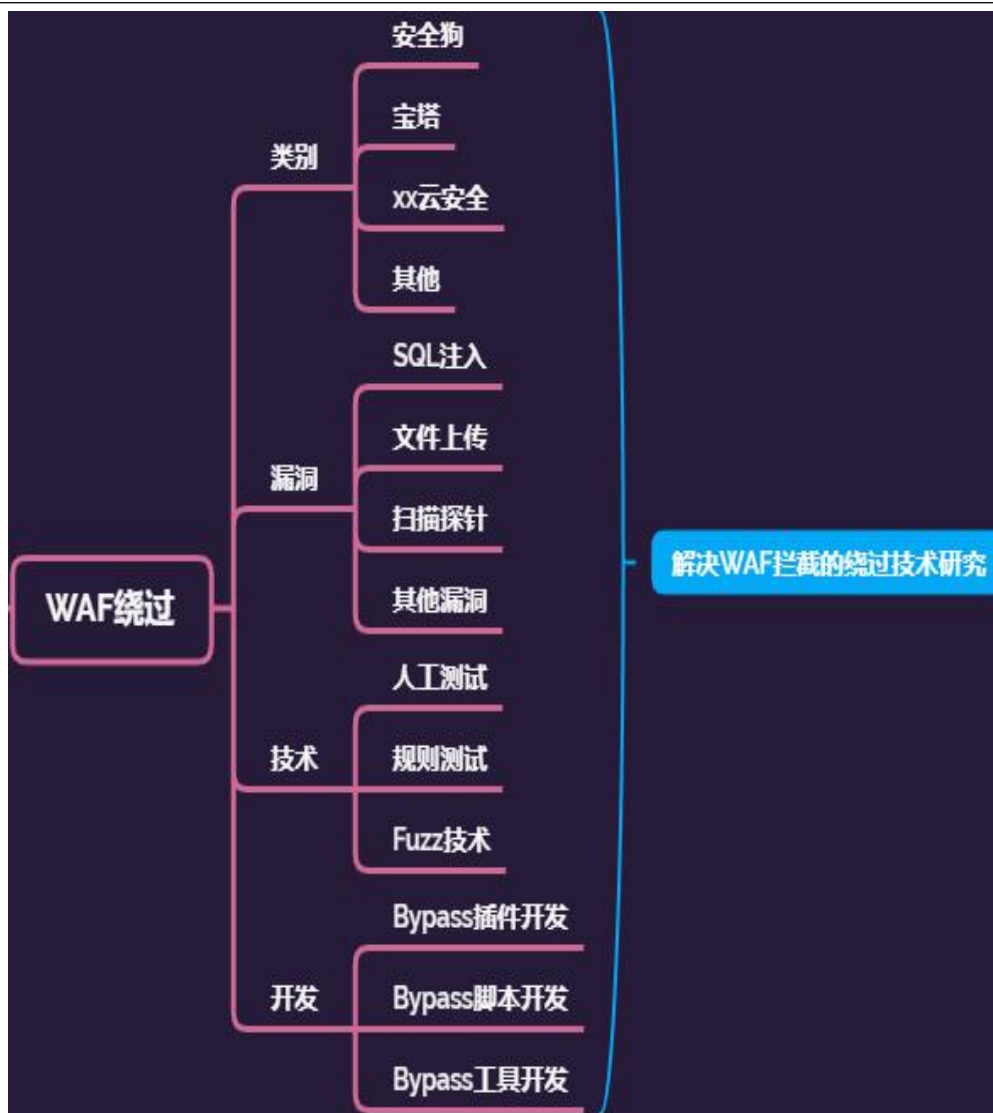 WAF绕过
类别
安全狗
宝塔
xx云安全
其他
漏洞
SQL注入
文件上传
扫描探针
其他漏洞
技术
人工测试
规则测试
Fuzz技术
开发
Bypass插件开发
Bypass脚本开发
Bypass工具开发
解决WAF拦截的绕过技术研究